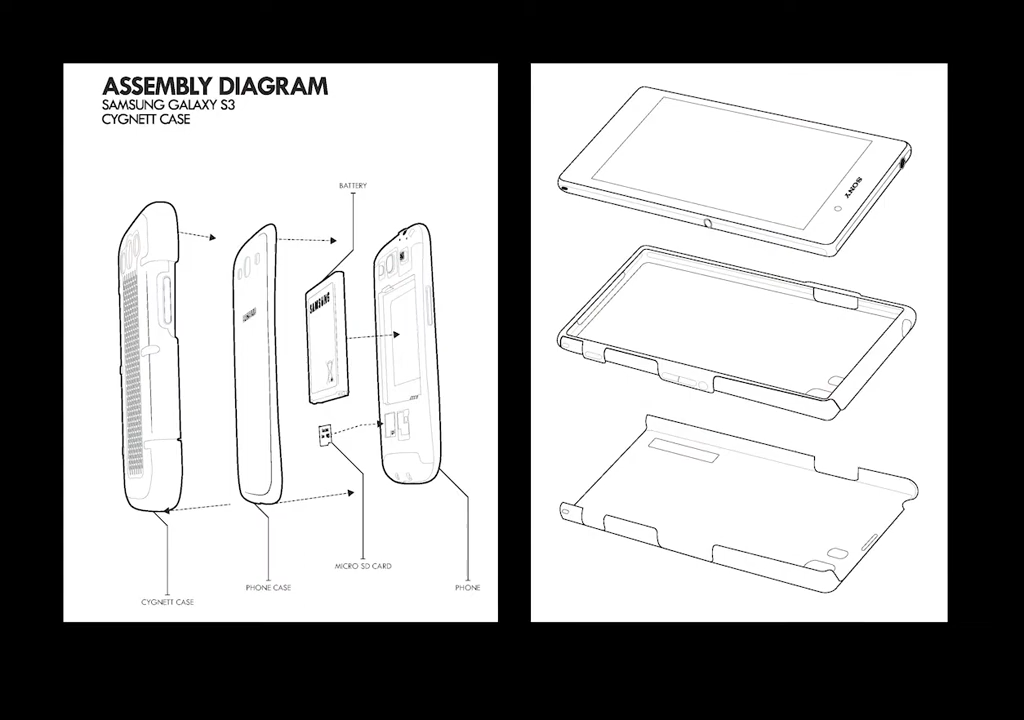 ASSEMBLY DIAGRAM
SAMSUNG GALAXY S3
CYGNETT CASE
BATTERY
SAMSUNG
MICRO SD CARD
PHONE CASE
PHONE
CYGNETT CASE
SONY